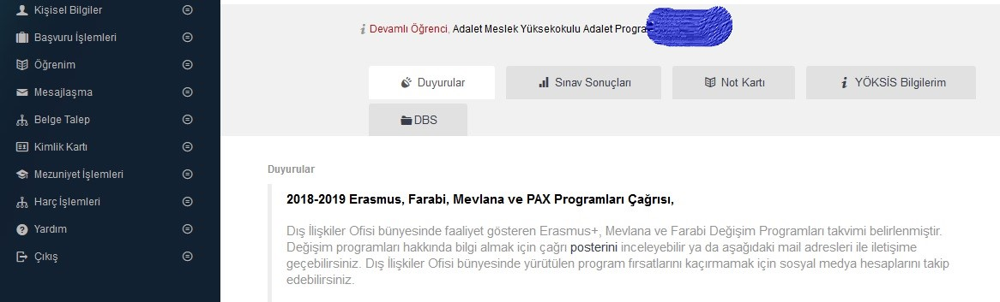 Kişisel Bilgiler
Başvuru İşlemleri
Öğrenim
Mesajlaşma
Belge Talep
Kimlik Kartı
Mezuniyet İşlemleri
Harç İşlemleri
Yardım
Çıkış
Devamlı Öğrenci, Adalet Meslek Yüksekokulu Adalet
Duyurular
Sınav Sonuçları
Not Kartı
YÖKSİS Bilgilerim
DBS
Duyurular
2018-2019 Erasmus, Farabi, Mevlana ve PAX Programları Çağrısı,
Dış İlişkiler Ofisi bünyesinde faaliyet gösteren Erasmus+, Mevlana ve Farabi Değişim Programları takvimi belirlenmiştir.
Değişim programları hakkında bilgi almak için çağrı posterini inceleyebilir ya da aşağıdaki mail adresleri ile iletişime
geçebilirsiniz. Dış İlişkiler Ofisi bünyesinde yürütülen program fırsatlarını kaçırmamak için sosyal medya hesaplarını takip
edebilirsiniz.